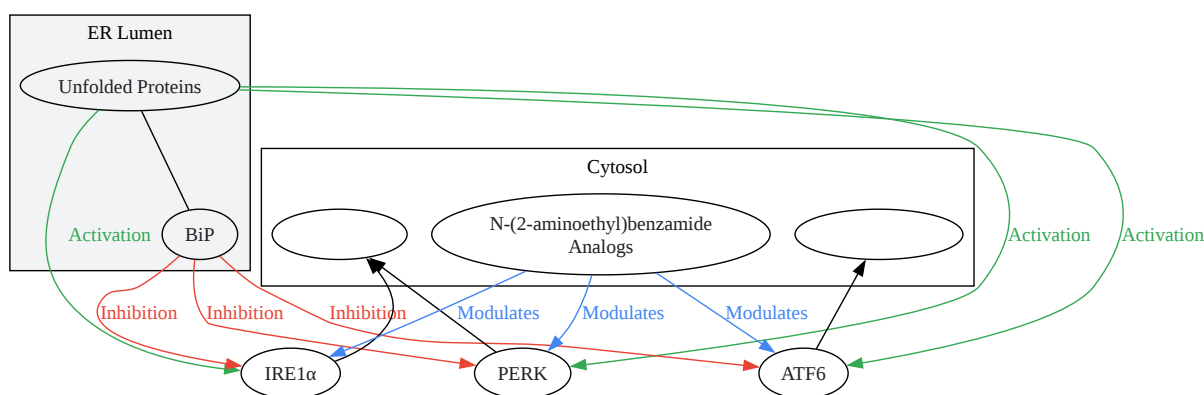 ER Lumen
Unfolded Proteins
Cytosol
N-(2-aminoethyl)benzamide
Analogs
Activation
BiP
Activation
Activation
Inhibition
Inhibition
Inhibition
Modulates
Modulates
Modulates
IRE1α
PERK
ATF6